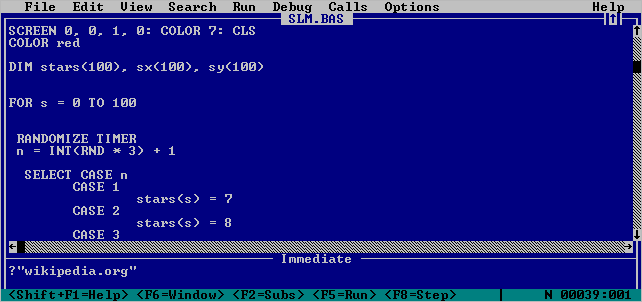 File Edit View Search Run Debug Calls Options Help
SLM.BAS
SCREEN 0, 0, 1, 0: COLOR 7: CLS
COLOR red
DIM stars(100), sx(100), sy(100)
FOR s = 0 TO 100
RANDOMIZE TIMER
n = INT(RND * 3) + 1
SELECT CASE n
CASE 1
stars(s) = 7
CASE 2
stars(s) = 8
CASE 3
Immediate
?"wikipedia.org"
<Shift+F1=Help> <F6=Window> <F2=Subs> <F5=Run> <F8=Step> N 00039:001